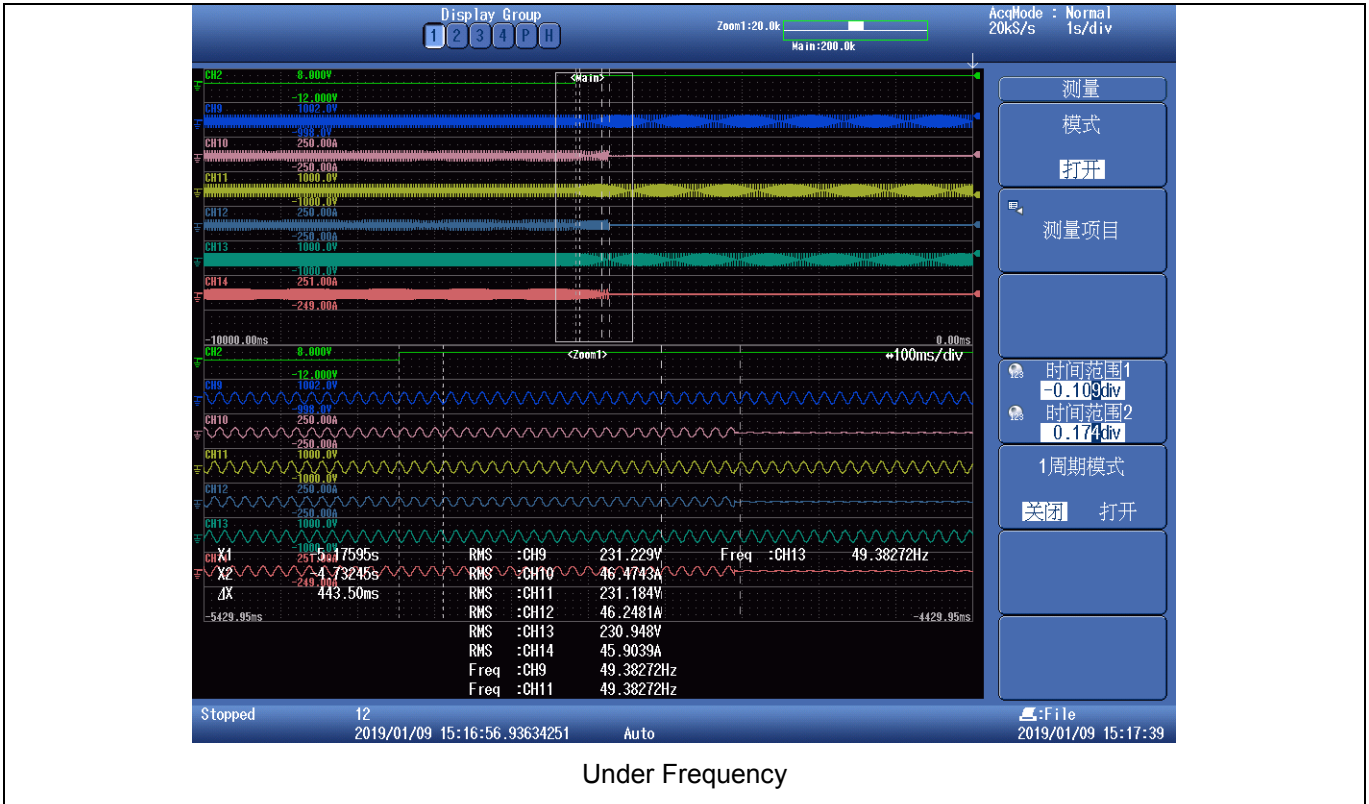 Display Group
1 2 3 4 P H
Zoom1:20.0k
Main:200.0k
AcqMode : Normal
20kS/s 1s/div
<Main>
CH2 8.000V
-12.000V
CH9 1002.0V
-998.0V
CH10 250.00A
-250.00A
CH11 1000.0V
-1000.0V
CH12 250.00A
-250.00A
CH13 1000.0V
-1000.0V
CH14 251.00A
-249.00A
-10000.00ms 0.00ms
CH2 8.000V <Zoom1> 100ms/div
-12.000V
CH9 1002.0V
-998.0V
CH10 250.00A
-250.00A
CH11 1000.0V
-1000.0V
CH12 250.00A
-250.00A
CH13 1000.0V
-1000.0V
CH14 251.00A
-249.00A
X1 -5.17595s
X2 -4.73245s
ΔX 443.50ms
-5429.95ms -4429.95ms
RMS :CH9 231.229V
RMS :CH10 46.4743A
RMS :CH11 231.184V
RMS :CH12 46.2481A
RMS :CH13 230.948V
RMS :CH14 45.9039A
Freq :CH9 49.38272Hz
Freq :CH11 49.38272Hz
Freq :CH13 49.38272Hz
测量
模式
打开
测量项目
时间范围1
-0.109div
时间范围2
0.174div
1周期模式
关闭 打开
Stopped 12
2019/01/09 15:16:56.93634251 Auto
:File
2019/01/09 15:17:39
Under Frequency